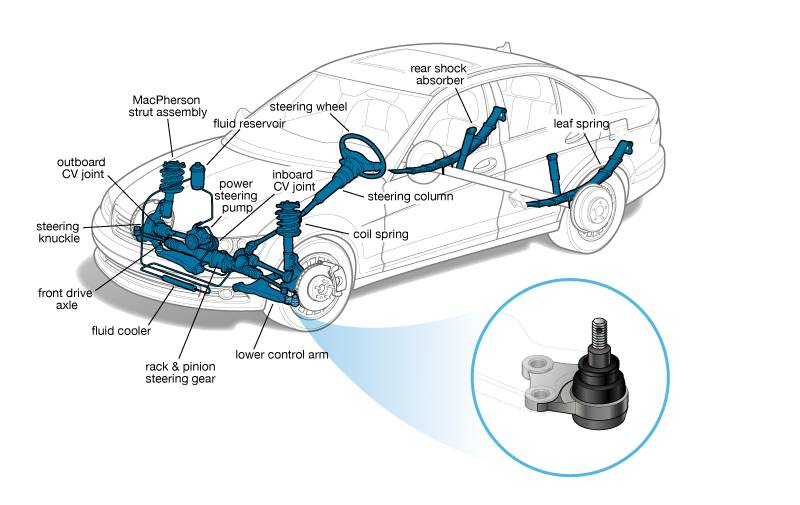 rear shock
absorber
MacPherson
strut assembly
steering wheel
fluid reservoir
leaf spring
outboard
CV joint
inboard
CV joint
power
steering
pump
steering column
steering
knuckle
coil spring
front drive
axle
fluid cooler
lower control arm
rack & pinion
steering gear